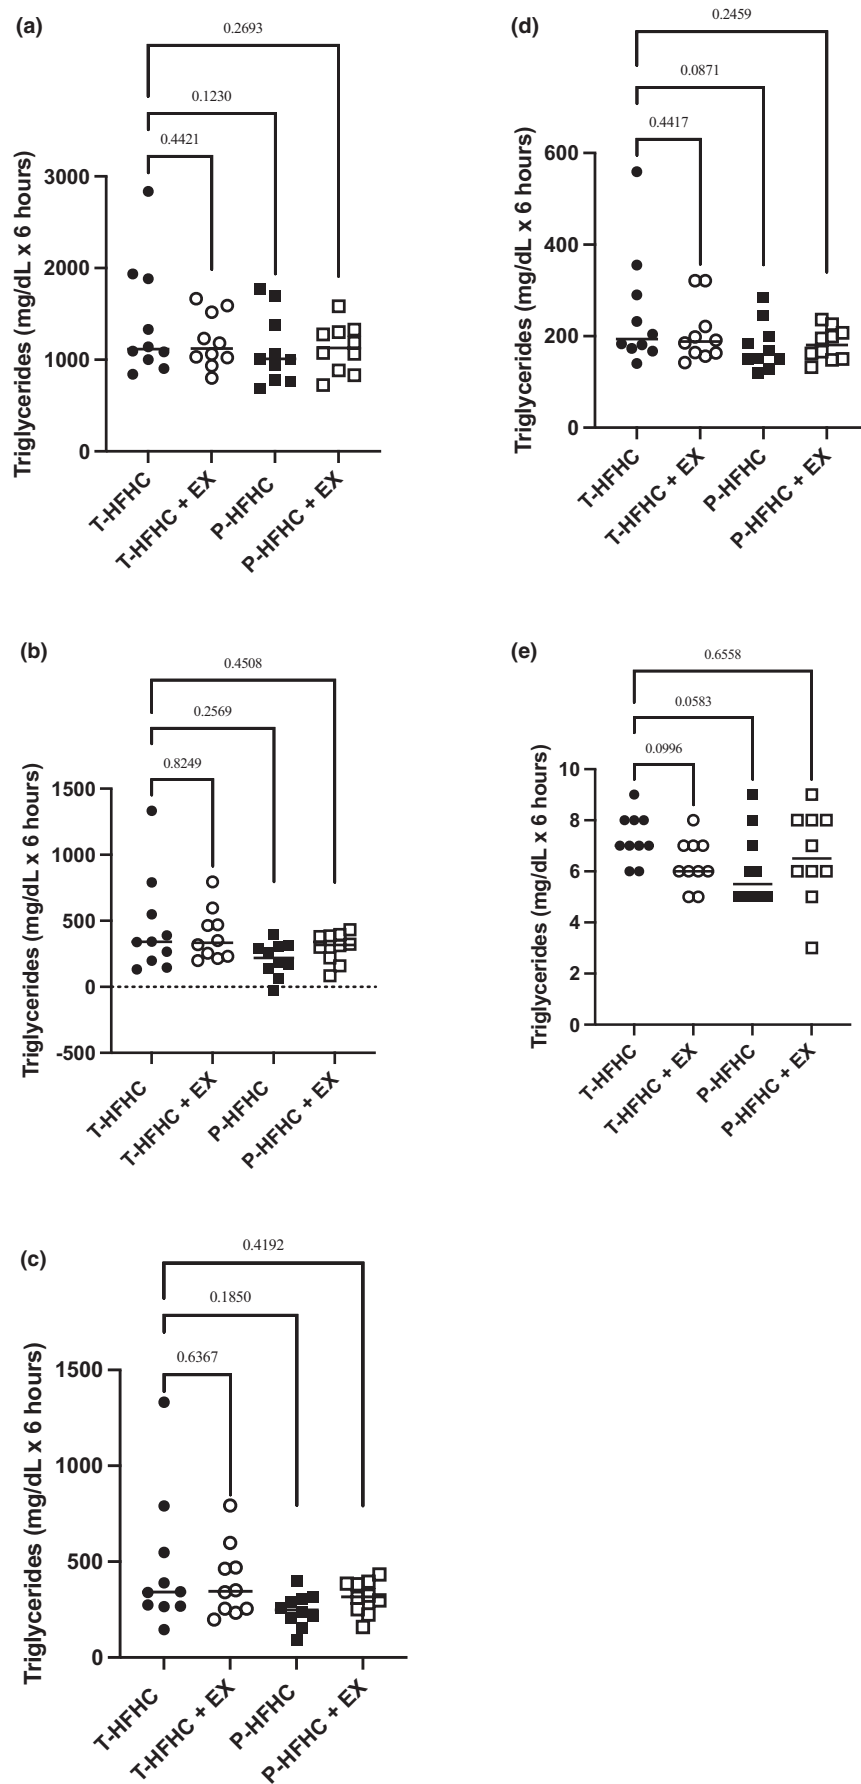 (a)
0.2693
0.1230
0.4421
Triglycerides (mg/dL x 6 hours)
3000
2000
1000
0
T-HFHC
T-HFHC + EX
P-HFHC
P-HFHC + EX
(d)
0.2459
0.0871
0.4417
Triglycerides (mg/dL x 6 hours)
600
400
200
0
T-HFHC
T-HFHC + EX
P-HFHC
P-HFHC + EX
(b)
0.4508
0.2569
0.8249
Triglycerides (mg/dL x 6 hours)
1500
1000
500
0
-500
T-HFHC
T-HFHC + EX
P-HFHC
P-HFHC + EX
(e)
0.6558
0.0583
0.0996
Triglycerides (mg/dL x 6 hours)
10
8
6
4
2
0
T-HFHC
T-HFHC + EX
P-HFHC
P-HFHC + EX
(c)
0.4192
0.1850
0.6367
Triglycerides (mg/dL x 6 hours)
1500
1000
500
0
T-HFHC
T-HFHC + EX
P-HFHC
P-HFHC + EX